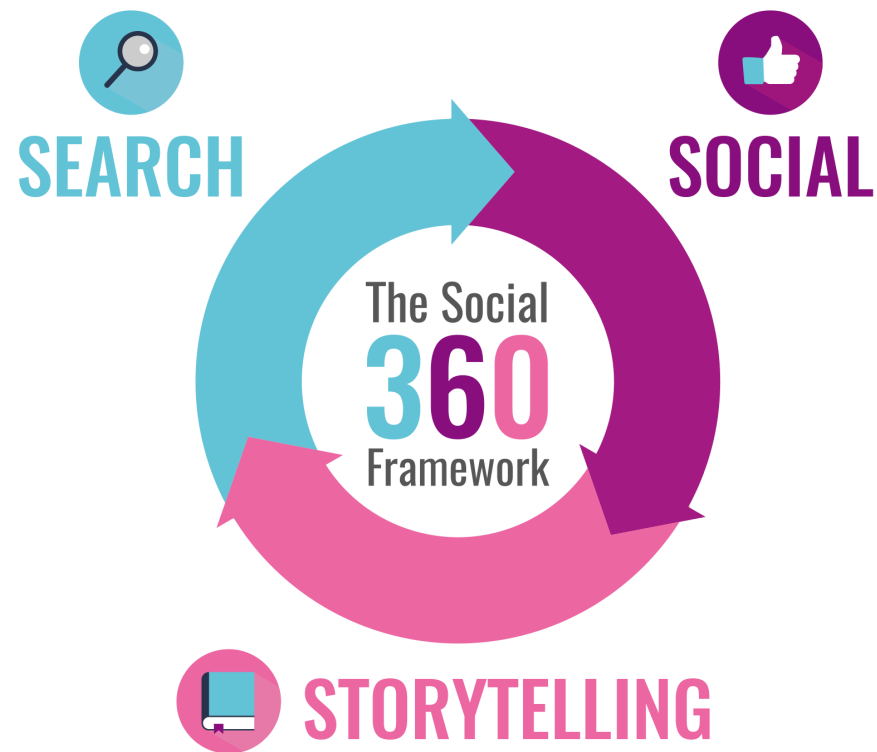 SEARCH
SOCIAL
The Social
360
Framework
STORYTELLING